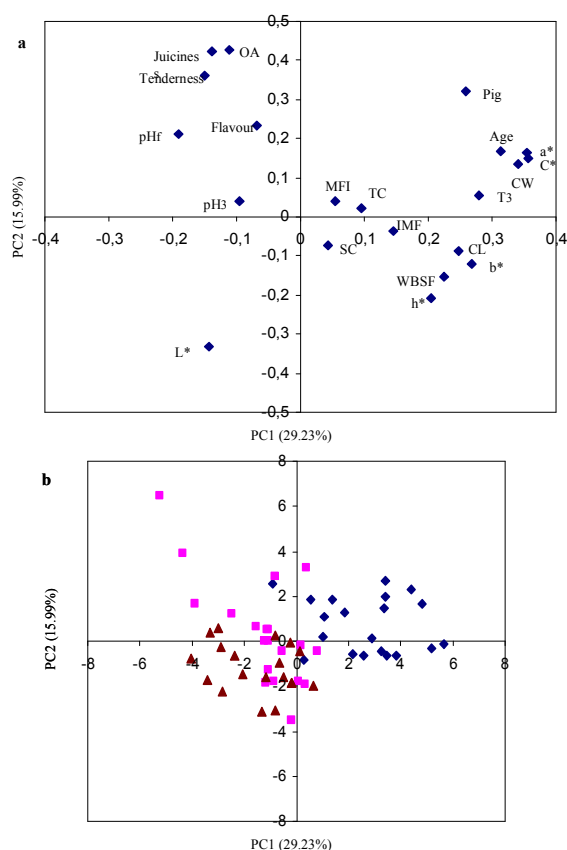 a
0,5
0,4
0,3
0,2
0,1
0
-0,1
-0,2
-0,3
-0,4
-0,5
-0,4
-0,3
-0,2
-0,1
0
0,1
0,2
0,3
0,4
Juicines
s
OA
Tenderness
pHf
Flavour
pH3
L*
MFI
TC
IMF
SC
Pig
Age
a*
C*
CW
T3
CL
b*
WBSF
h*
PC2 (15.99%)
PC1 (29.23%)
b
8
6
4
2
0
-2
-4
-6
-8
-8
-6
-4
-2
0
2
4
6
8
PC2 (15.99%)
PC1 (29.23%)